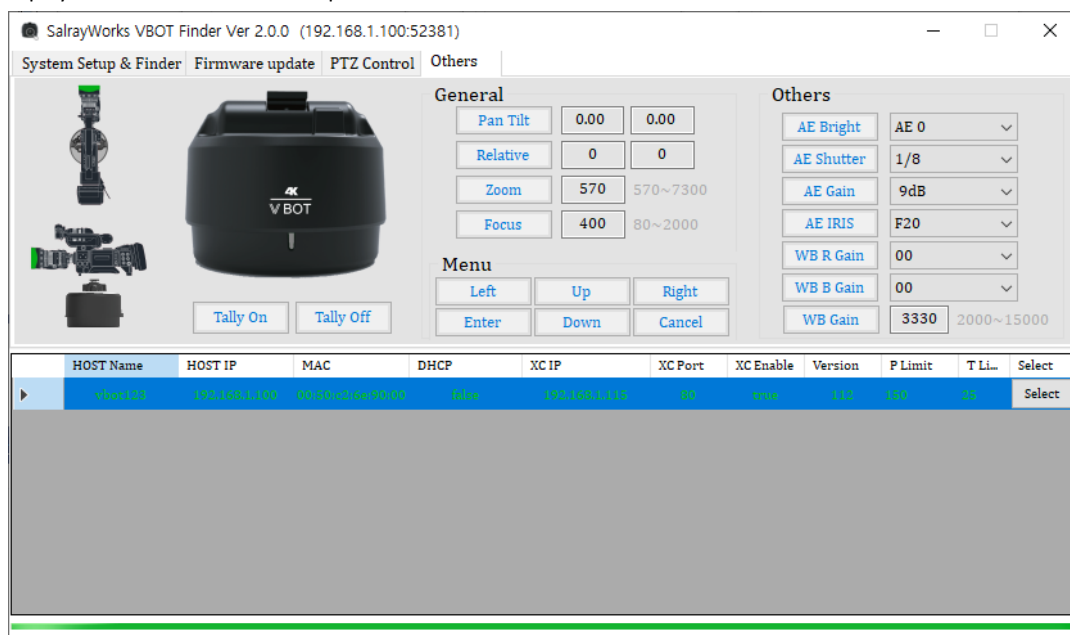 SalrayWorks VBOT Finder Ver 2.0.0 (192.168.1.100:52381)
System Setup & Finder Firmware update PTZ Control Others
General
Pan Tilt 0.00 0.00
Relative 0 0
Zoom 570 570~7300
Focus 400 80~2000
Menu
Left Up Right
Enter Down Cancel
Others
AE Bright AE 0
AE Shutter 1/8
AE Gain 9dB
AE IRIS F20
WB R Gain 00
WB B Gain 00
WB Gain 3330 2000~15000
4K
VBOT
Tally On Tally Off
HOST Name HOST IP MAC DHCP XC IP XC Port XC Enable Version P Limit T Li... Select
vbot123 192.168.1.100 00:50:c2:6e:90:00 false 192.168.1.115 80 true 112 150 25 Select